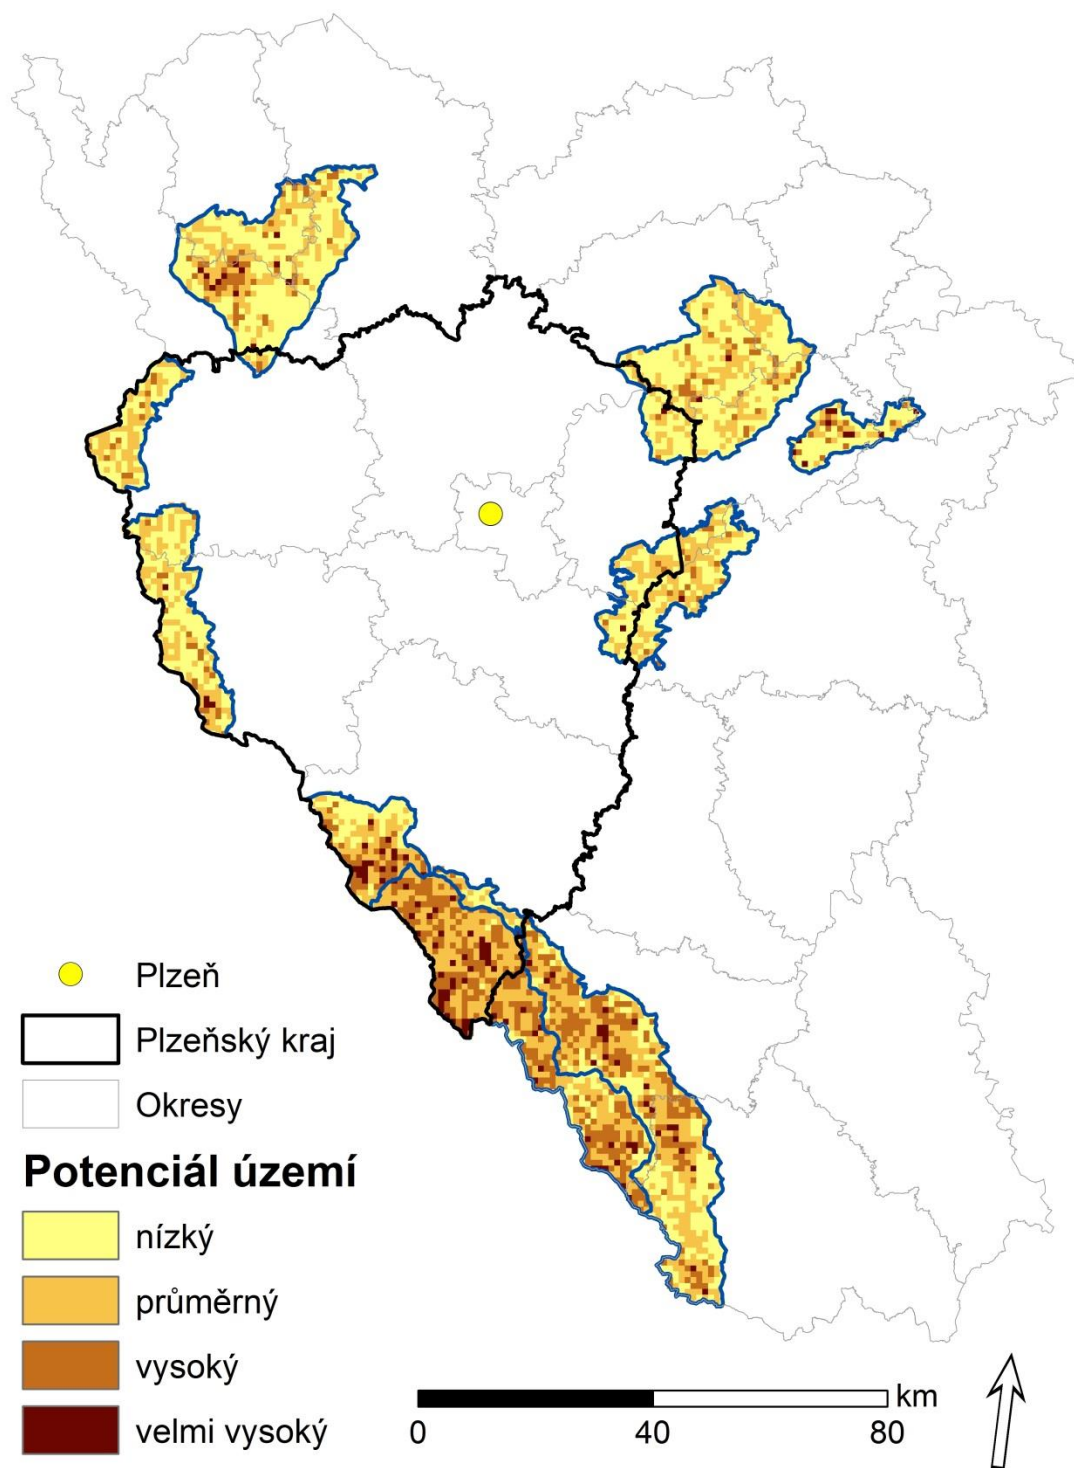 Plzeň
Plzeňský kraj
Okresy
Potenciál území
nízký
průměrný
vysoký
velmi vysoký
km
0 40 80